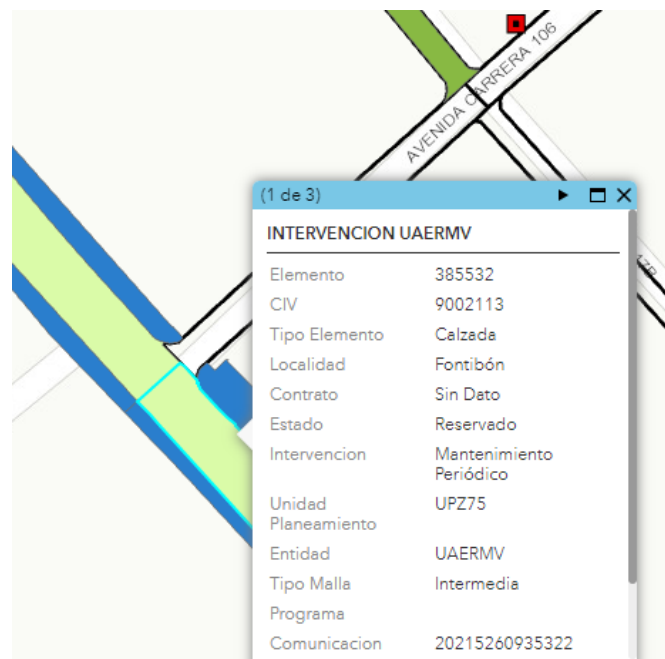 AVENIDA CARRERA 106
(1 de 3)
INTERVENCION UAERMV
Elemento 385532
CIV 9002113
Tipo Elemento Calzada
Localidad Fontibón
Contrato Sin Dato
Estado Reservado
Intervencion Mantenimiento
Periódico
Unidad UPZ75
Planeamiento
Entidad UAERMV
Tipo Malla Intermedia
Programa
Comunicacion 20215260935322